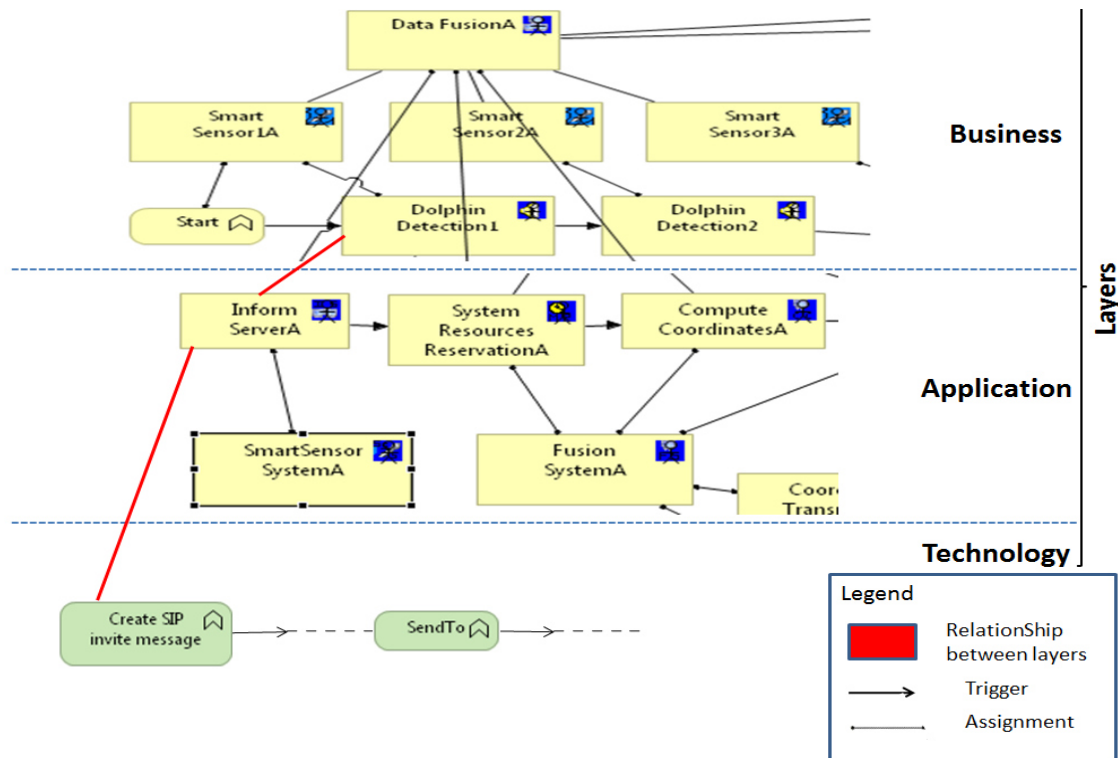 Data FusionA
Smart
Sensor1A
Smart
Sensor2A
Smart
Sensor3A
Business
Start
Dolphin
Detection1
Dolphin
Detection2
Layers
Inform
ServerA
System
Resources
ReservationA
Compute
CoordinatesA
Application
SmartSensor
SystemA
Fusion
SystemA
Coor
Transm
Technology
Create SIP
invite message
SendTo
Legend
RelationShip
between layers
Trigger
Assignment